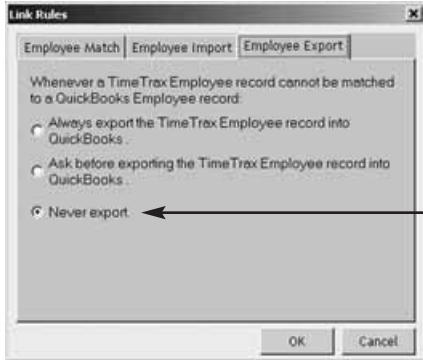 Link Rules
Employee Match Employee Import Employee Export
Whenever a TimeTrax Employee record cannot be matched
to a QuickBooks Employee record:
Always export the TimeTrax Employee record into
QuickBooks.
Ask before exporting the TimeTrax Employee record into
QuickBooks.
Never export
OK Cancel